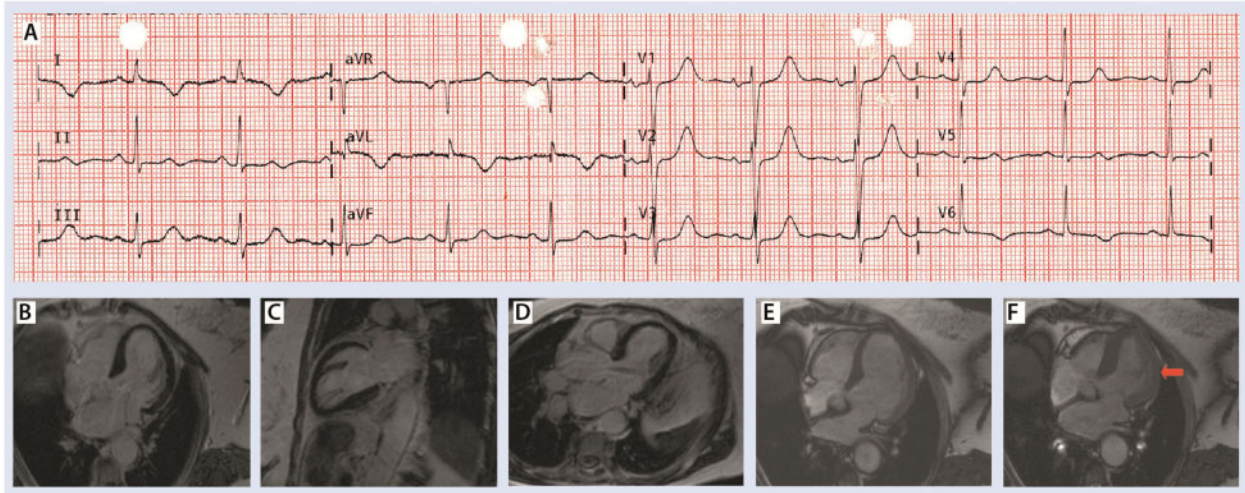 A
I aVR V1 V4
II aVL V2 V5
III aVF V3 V6
B C D E F